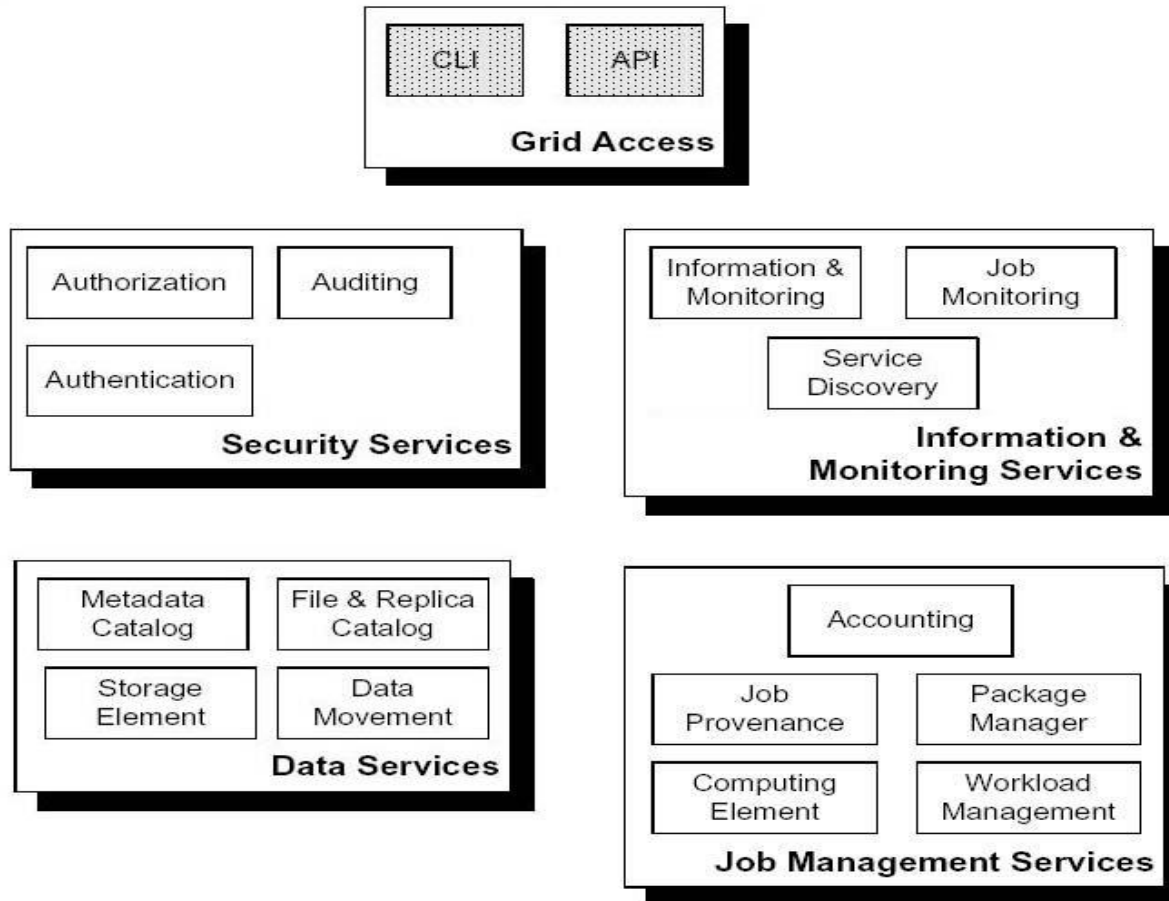 CLI
API
Grid Access
Authorization
Auditing
Authentication
Security Services
Information &
Monitoring
Job
Monitoring
Service
Discovery
Information &
Monitoring Services
Metadata
Catalog
File & Replica
Catalog
Storage
Element
Data
Movement
Data Services
Accounting
Job
Provenance
Package
Manager
Computing
Element
Workload
Management
Job Management Services